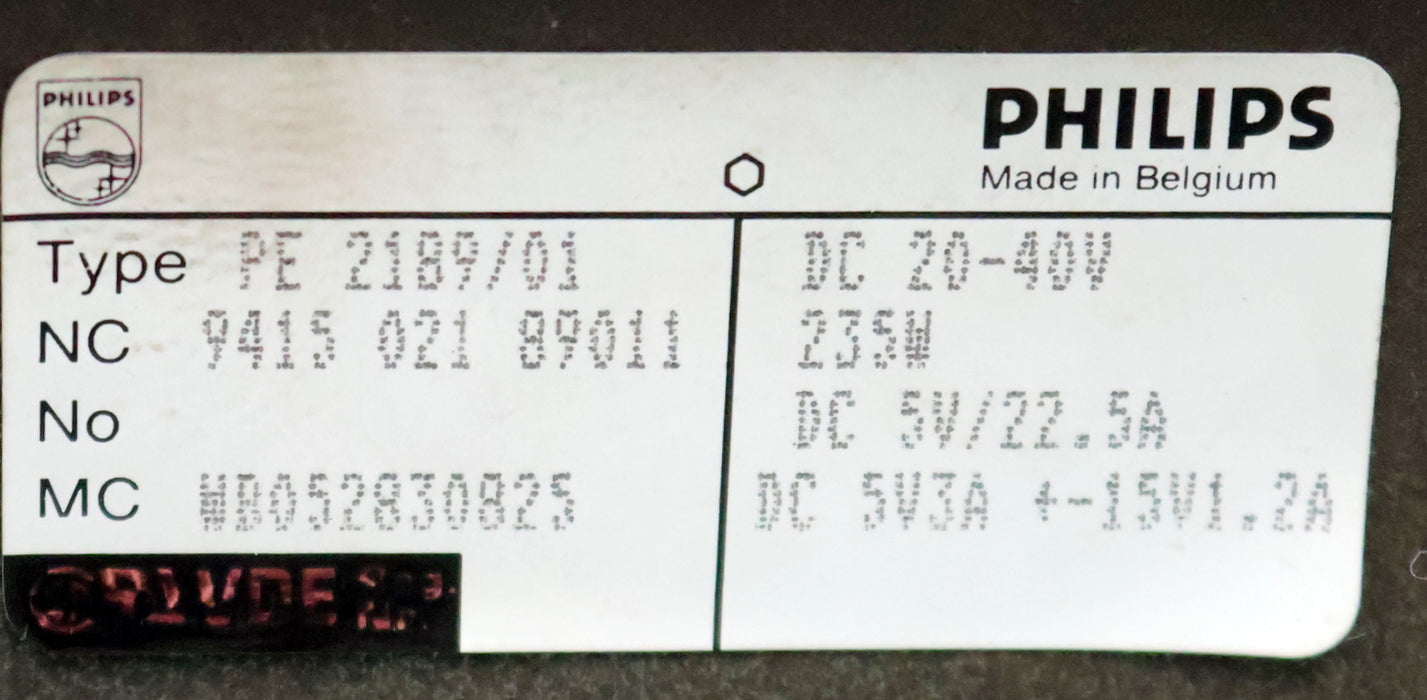 PHILIPS
PHILIPS
Made in Belgium
Type PE 2189/01
NC 9415 021 89011
No
MC
DC 20-40V
235W
DC 5V/22.5A
DC 5V3A +-15V1.2A